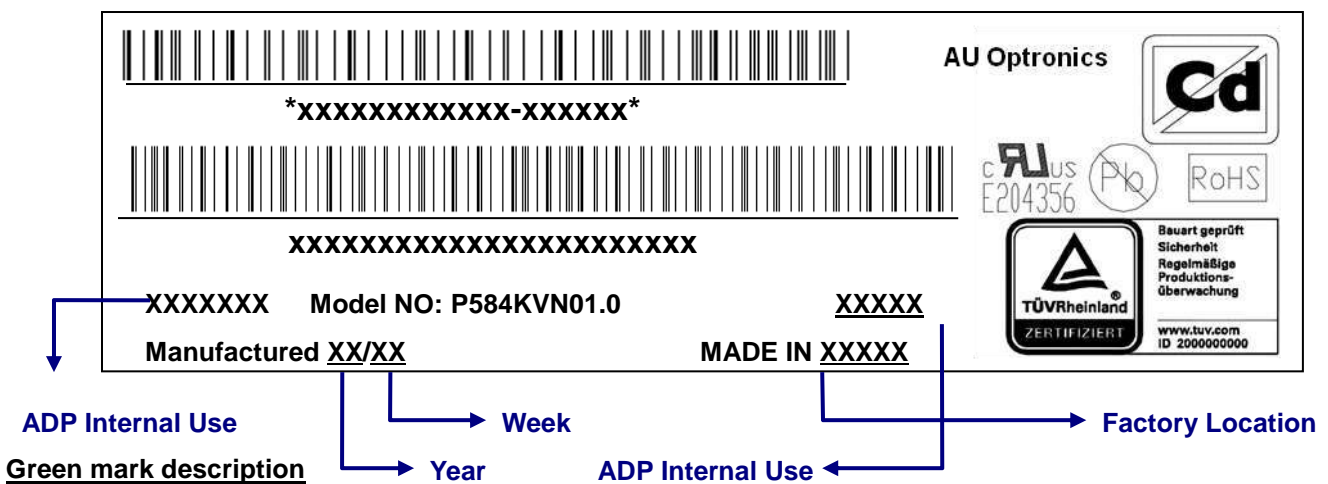 AU Optronics
Cd
*xxxxxxxxxxxx-xxxxxx*
c RU US
E204356
Pb
RoHS
xxxxxxxxxxxxxxxxxxxxxxx
TÜVRheinland®
ZERTIFIZIERT
Bauart geprüft
Sicherheit
Regelmäßige
Produktions-
überwachung
www.tuv.com
ID 2000000000
XXXXXXX Model NO: P584KVN01.0 XXXXX
Manufactured XX/XX MADE IN XXXXX
ADP Internal Use
Week
Factory Location
Green mark description
Year
ADP Internal Use